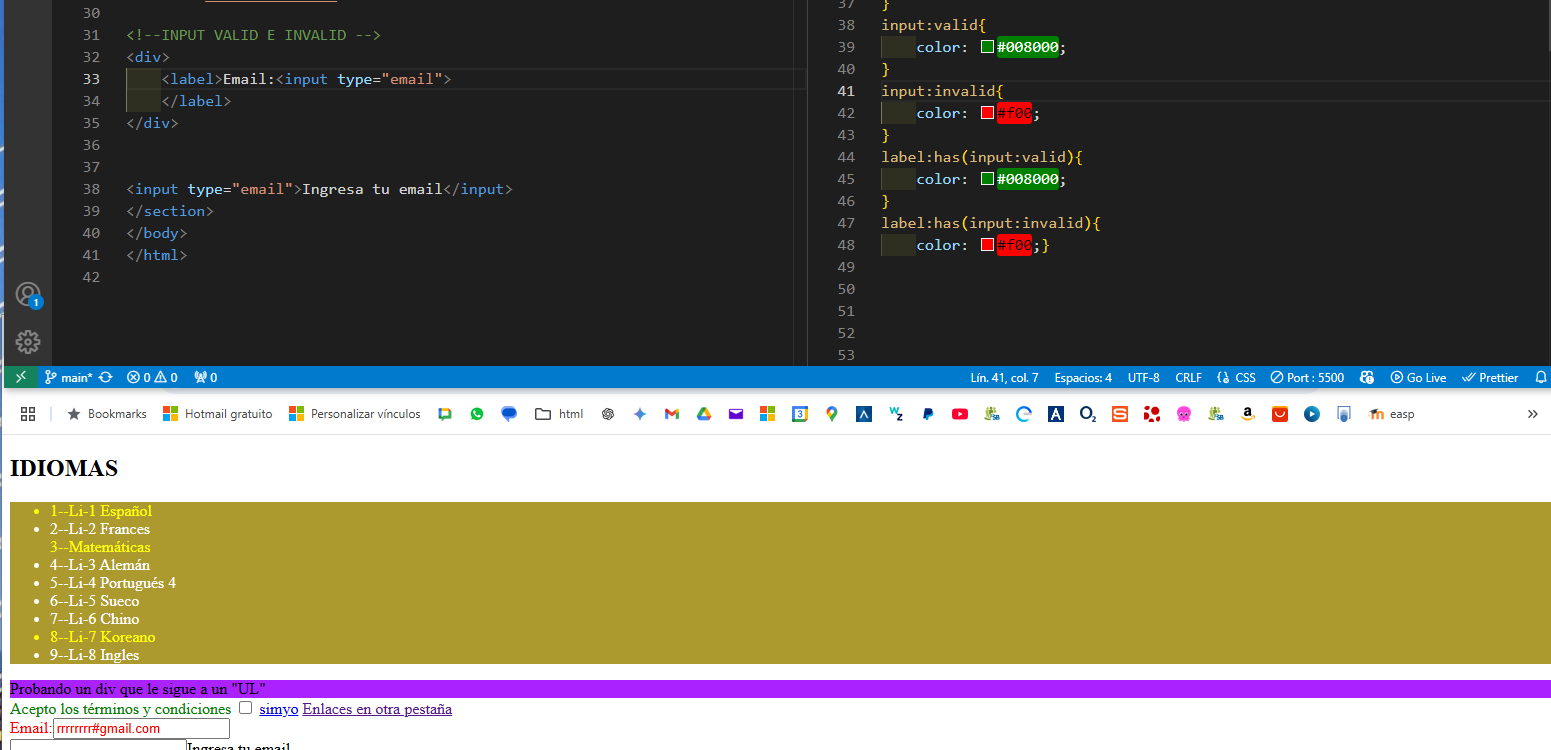 30
31 <!--INPUT VALID E INVALID -->
32 <div>
33 <label>Email:<input type="email">
34 </label>
35 </div>
36
37
38 <input type="email">Ingresa tu email</input>
39 </section>
40 </body>
41 </html>
42
1
37 }
38 input:valid{
39 color: #008000;
40 }
41 input:invalid{
42 color: #f00;
43 }
44 label:has(input:valid){
45 color: #008000;
46 }
47 label:has(input:invalid){
48 color: #f00;}
49
50
51
52
53
main* 0 0 0 Lín. 41, col. 7 Espacios: 4 UTF-8 CRLF CSS Port : 5500 Go Live Prettier
Bookmarks Hotmail gratuito Personalizar vínculos html easp
IDIOMAS
1--Li-1 Español
2--Li-2 Frances
3--Matemáticas
4--Li-3 Alemán
5--Li-4 Portugués 4
6--Li-5 Sueco
7--Li-6 Chino
8--Li-7 Koreano
9--Li-8 Ingles
Probando un div que le sigue a un "UL"
Acepto los términos y condiciones simyo Enlaces en otra pestaña
Email: rrrrrrrr#gmail.com
Ingresa tu email